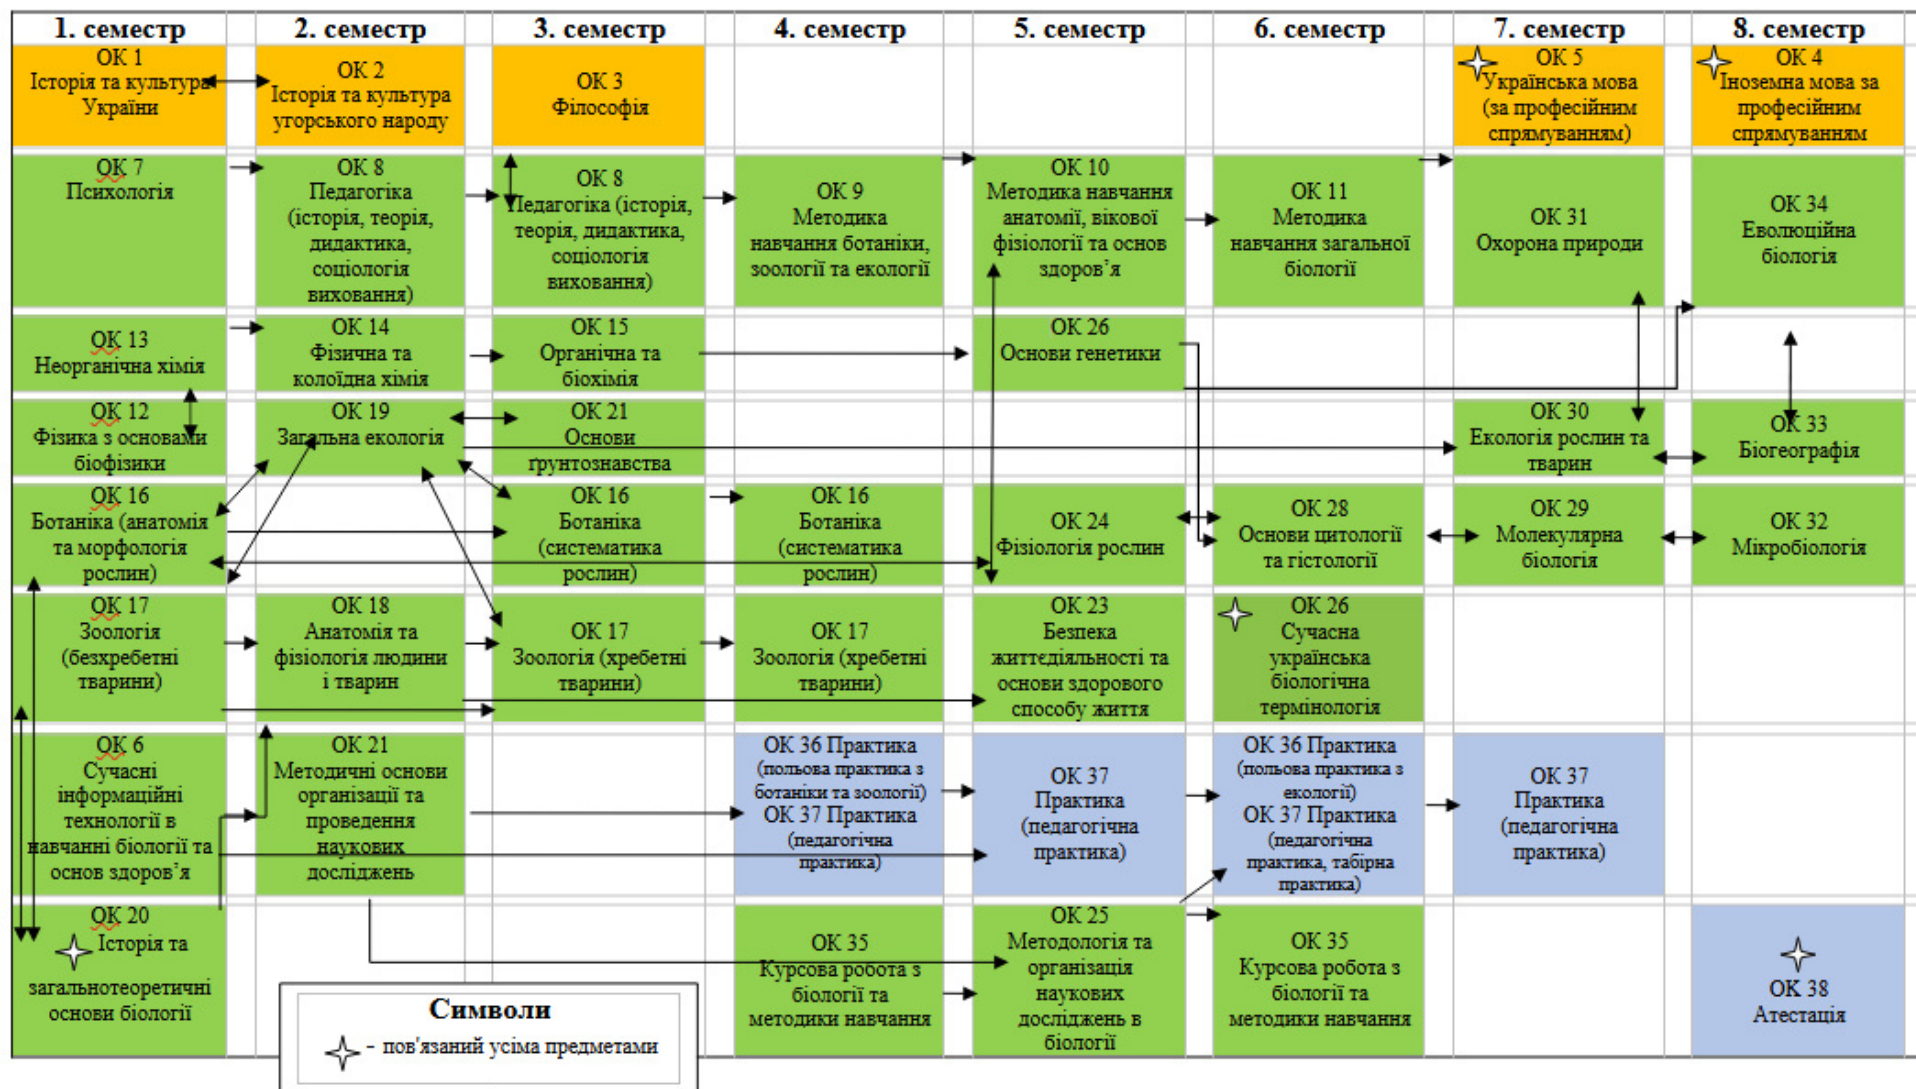 1. семестр
2. семестр
3. семестр
4. семестр
5. семестр
6. семестр
7. семестр
8. семестр
ОК 1
Історія та культура
України
ОК 2
Історія та культура
угорського народу
ОК 3
Філософія
ОК 5
Українська мова
(за професійним
спрямуванням)
ОК 4
Іноземна мова за
професійним
спрямуванням
ОК 7
Психологія
ОК 8
Педагогіка
(історія, теорія,
дидактика,
соціологія
виховання)
ОК 8
Педагогіка (історія,
теорія, дидактика,
соціологія
виховання)
ОК 9
Методика
навчання ботаніки,
зоології та екології
ОК 10
Методика навчання
анатомії, вікової
фізіології та основ
здоров’я
ОК 11
Методика
навчання загальної
біології
ОК 31
Охорона природи
ОК 34
Еволюційна
біологія
ОК 13
Неорганічна хімія
ОК 14
Фізична та
колоїдна хімія
ОК 15
Органічна та
біохімія
ОК 26
Основи генетики
ОК 12
Фізика з основами
біофізики
ОК 19
Загальна екологія
ОК 21
Основи
ґрунтознавства
ОК 30
Екологія рослин та
тварин
ОК 33
Біогеографія
ОК 16
Ботаніка (анатомія
та морфологія
рослин)
ОК 16
Ботаніка
(систематика
рослин)
ОК 16
Ботаніка
(систематика
рослин)
ОК 24
Фізіологія рослин
ОК 28
Основи цитології
та гістології
ОК 29
Молекулярна
біологія
ОК 32
Мікробіологія
ОК 17
Зоологія
(безхребетні
тварини)
ОК 18
Анатомія та
фізіологія людини
і тварин
ОК 17
Зоологія (хребетні
тварини)
ОК 17
Зоологія (хребетні
тварини)
ОК 23
Безпека
життєдіяльності та
основи здорового
способу життя
ОК 26
Сучасна
українська
біологічна
термінологія
ОК 6
Сучасні
інформаційні
технології в
навчанні біології та
основ здоров’я
ОК 21
Методичні основи
організації та
проведення
наукових
досліджень
ОК 36 Практика
(польова практика з
ботаніки та зоології)
ОК 37 Практика
(педагогічна
практика)
ОК 37
Практика
(педагогічна
практика)
ОК 36 Практика
(польова практика з
екології)
ОК 37 Практика
(педагогічна
практика, табірна
практика)
ОК 37
Практика
(педагогічна
практика)
ОК 20
Історія та
загальнотеоретичні
основи біології
ОК 35
Курсова робота з
біології та
методики навчання
ОК 25
Методологія та
організація
наукових
досліджень в
біології
ОК 35
Курсова робота з
біології та
методики навчання
ОК 38
Атестація
Символи
- пов'язаний усіма предметами